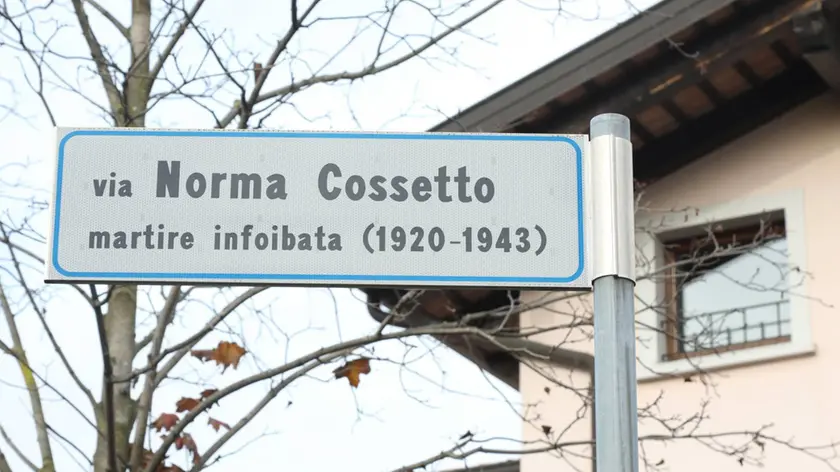 via Norma Cossetto
martire infoibata (1920-1943)